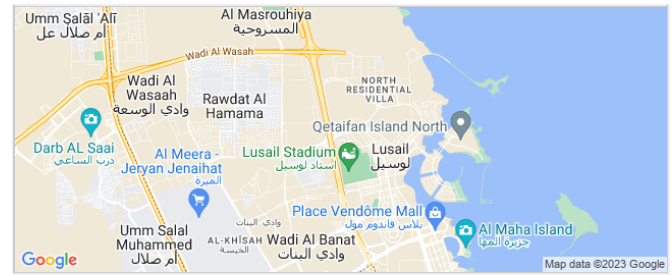 Umm Salāl 'Alī
أم صلال علي
Al Masrouhiya
المسروحية
Wadi Al Wasah
Wadi Al
Wasaah
وادي الوسعة
NORTH
RESIDENTIAL
VILLA
Rawdat Al
Hamama
Qetaifan Island North
Darb AL Saai
درب الساعي
Al Meera -
Jeryan Jenaihat
الميرة
Lusail Stadium
استاد لوسيل
Lusail
لوسيل
Place Vendôme Mall
بلاس فاندوم مول
Umm Salal
Muhammed
أم صلال
وادي البنات
AL-KHĪSAH
الخيسة
Wadi Al Banat
وادي البنات
Al Maha Island
جزيرة المها
Google
Map data ©2023 Google